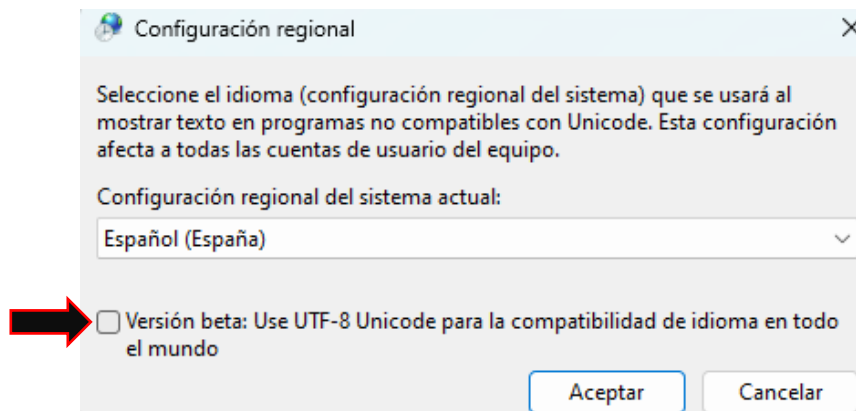 Configuración regional
Seleccione el idioma (configuración regional del sistema) que se usará al
mostrar texto en programas no compatibles con Unicode. Esta configuración
afecta a todas las cuentas de usuario del equipo.
Configuración regional del sistema actual:
Español (España)
Versión beta: Use UTF-8 Unicode para la compatibilidad de idioma en todo
el mundo
Aceptar Cancelar